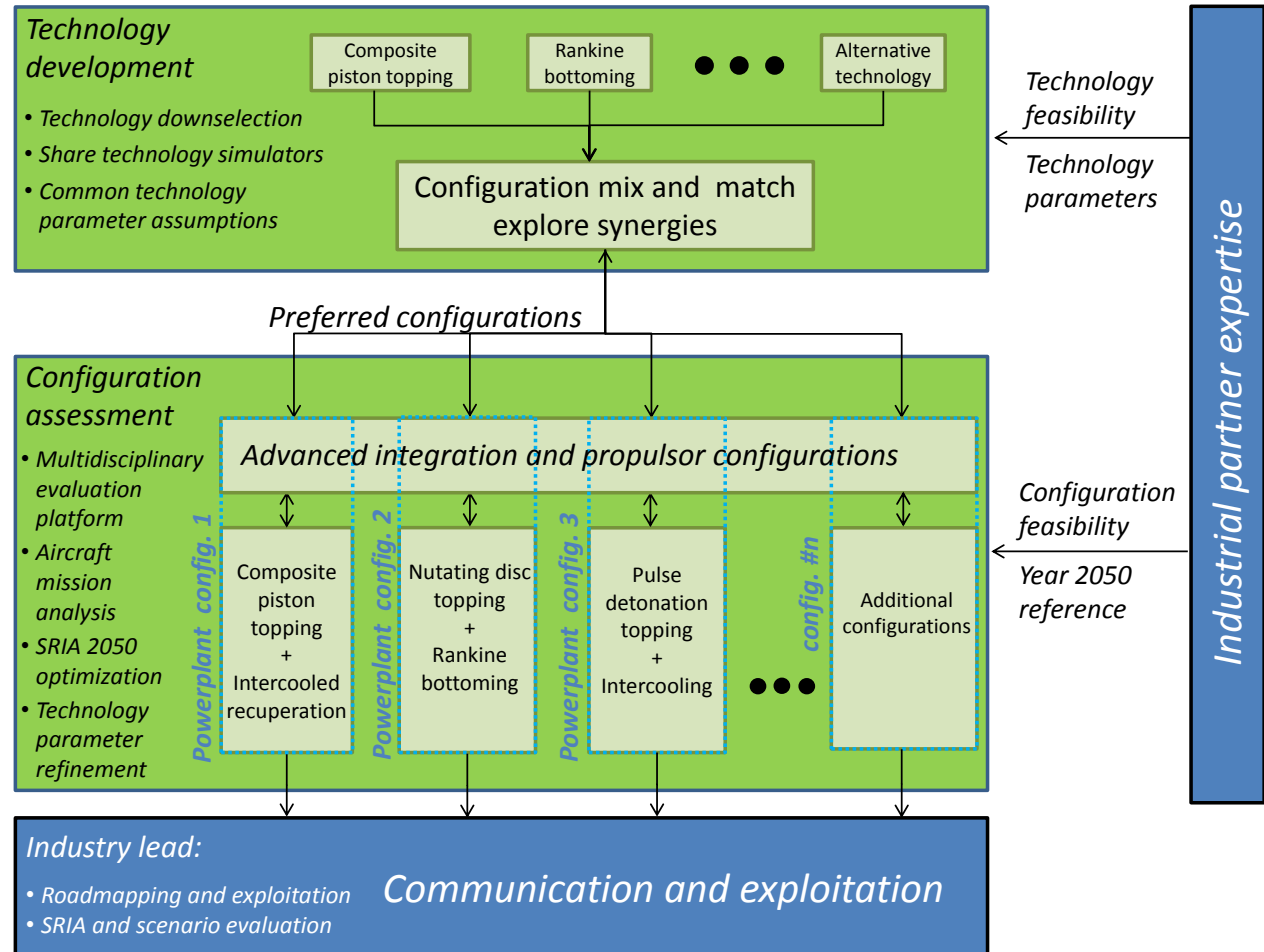 Technology
development
• Technology downselection
• Share technology simulators
• Common technology
parameter assumptions
Composite
piston topping
Rankine
bottoming
Alternative
technology
Configuration mix and match
explore synergies
Technology
feasibility
Technology
parameters
Industrial partner expertise
Preferred configurations
Configuration
assessment
• Multidisciplinary
evaluation
platform
• Aircraft
mission
analysis
• SRIA 2050
optimization
• Technology
parameter
refinement
Advanced integration and propulsor configurations
Powerplant config. 1
Composite
piston
topping
+
Intercooled
recuperation
Powerplant config. 2
Nutating disc
topping
+
Rankine
bottoming
Powerplant config. 3
Pulse
detonation
topping
+
Intercooling
config. #n
Additional
configurations
Configuration
feasibility
Year 2050
reference
Industry lead:
• Roadmapping and exploitation
• SRIA and scenario evaluation
Communication and exploitation